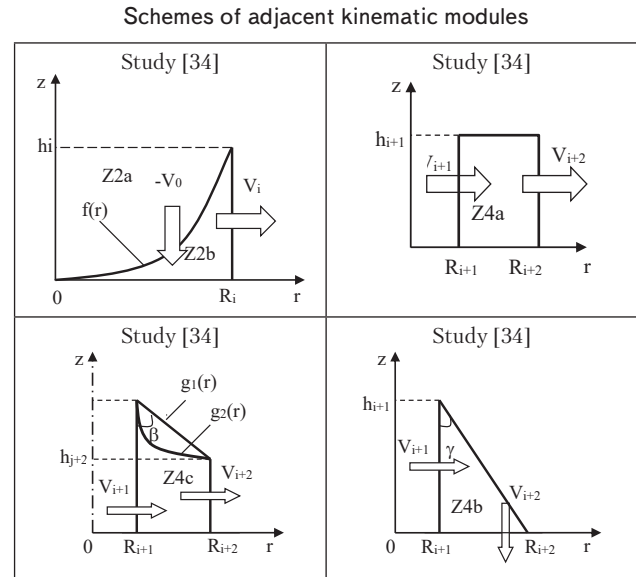 Schemes of adjacent kinematic modules
Study [34]
z
hi
Z2a
-V₀
Vᵢ
f(r)
Z2b
0
Rᵢ
r
Study [34]
z
hᵢ₊₁
Vᵢ₊₁
Vᵢ₊₂
Z4a
Rᵢ₊₁
Rᵢ₊₂
r
Study [34]
z
g₁(r)
g₂(r)
β
hⱼ₊₂
Vᵢ₊₁
Z4c
Vᵢ₊₂
0
Rᵢ₊₁
Rᵢ₊₂
r
Study [34]
z
hᵢ₊₁
Vᵢ₊₁
γ
Vᵢ₊₂
Z4b
0
Rᵢ₊₁
Rᵢ₊₂
r